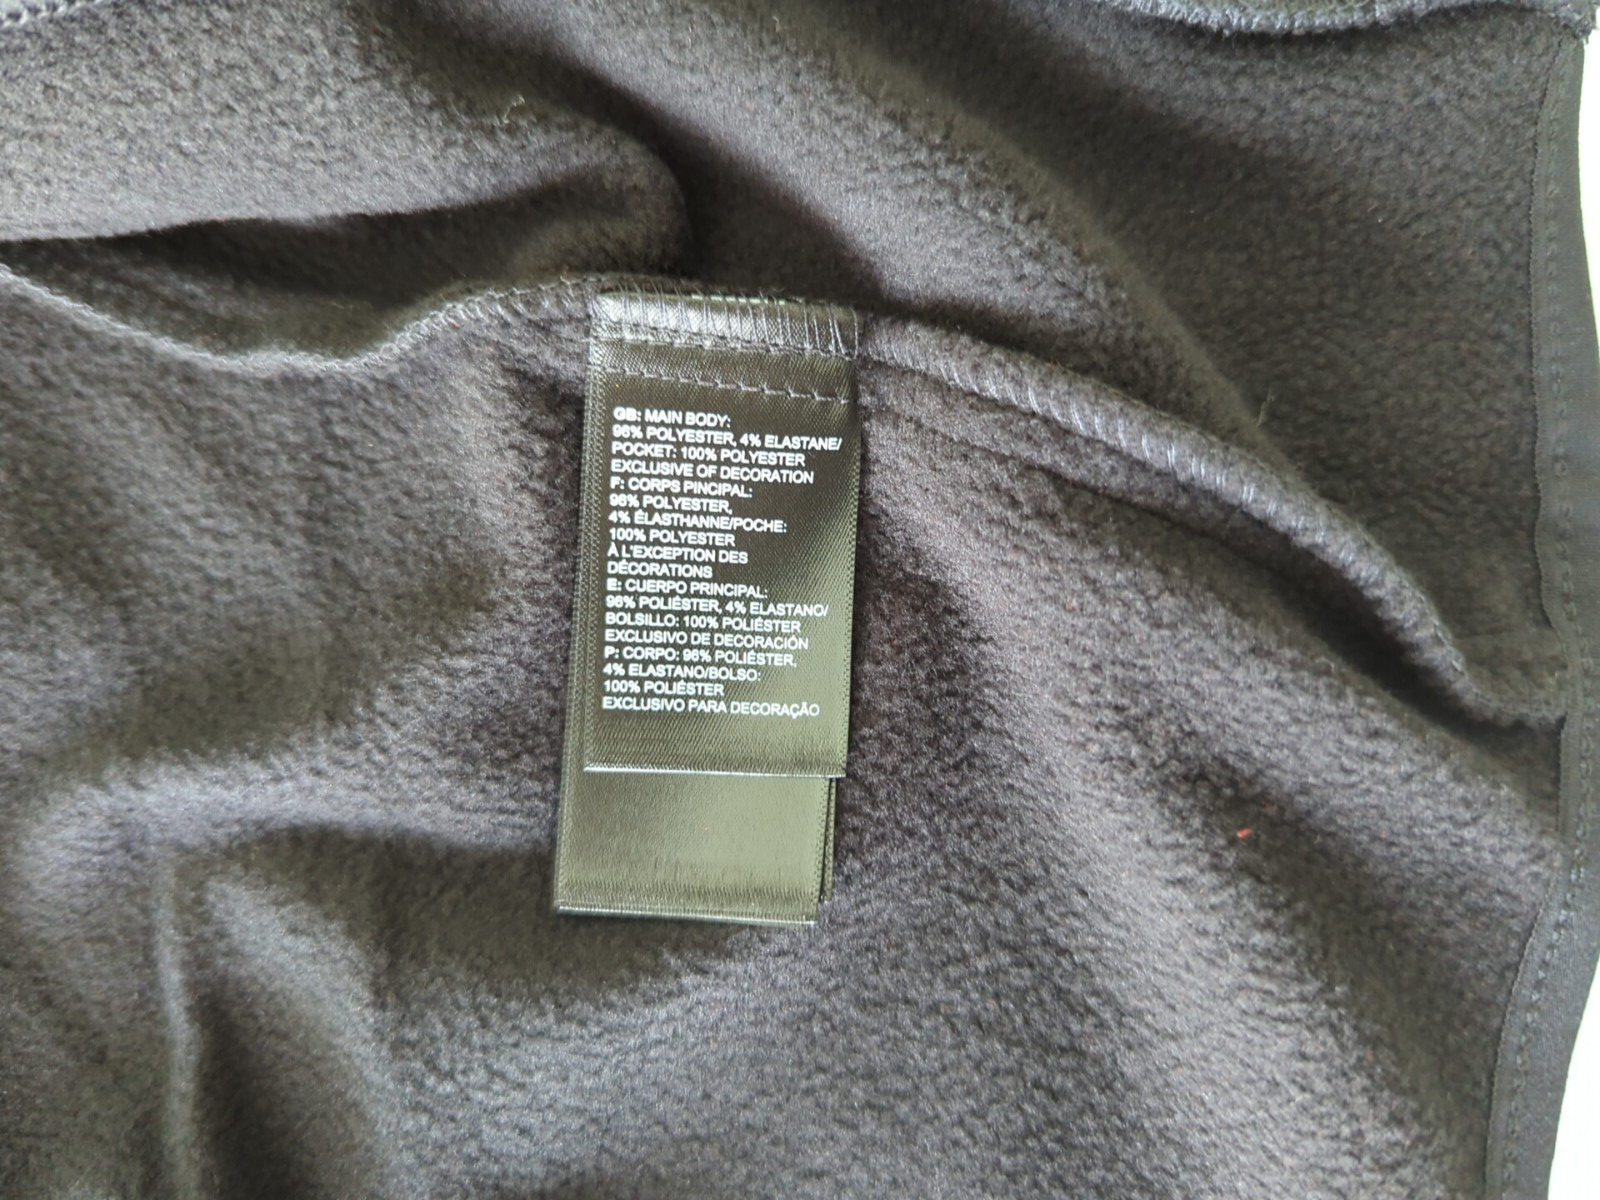 GB: MAIN BODY:
96% POLYESTER, 4% ELASTANE/
POCKET: 100% POLYESTER
EXCLUSIVE OF DECORATION
F: CORPS PINCIPAL:
96% POLYESTER,
4% ÉLASTHANNE/POCHE:
100% POLYESTER
À L'EXCEPTION DES
DÉCORATIONS
E: CUERPO PRINCIPAL:
96% POLIÉSTER, 4% ELASTANO/
BOLSILLO: 100% POLIÉSTER
EXCLUSIVO DE DECORACIÓN
P: CORPO: 96% POLIÉSTER,
4% ELASTANO/BOLSO:
100% POLIÉSTER
EXCLUSIVO PARA DECORAÇÃO